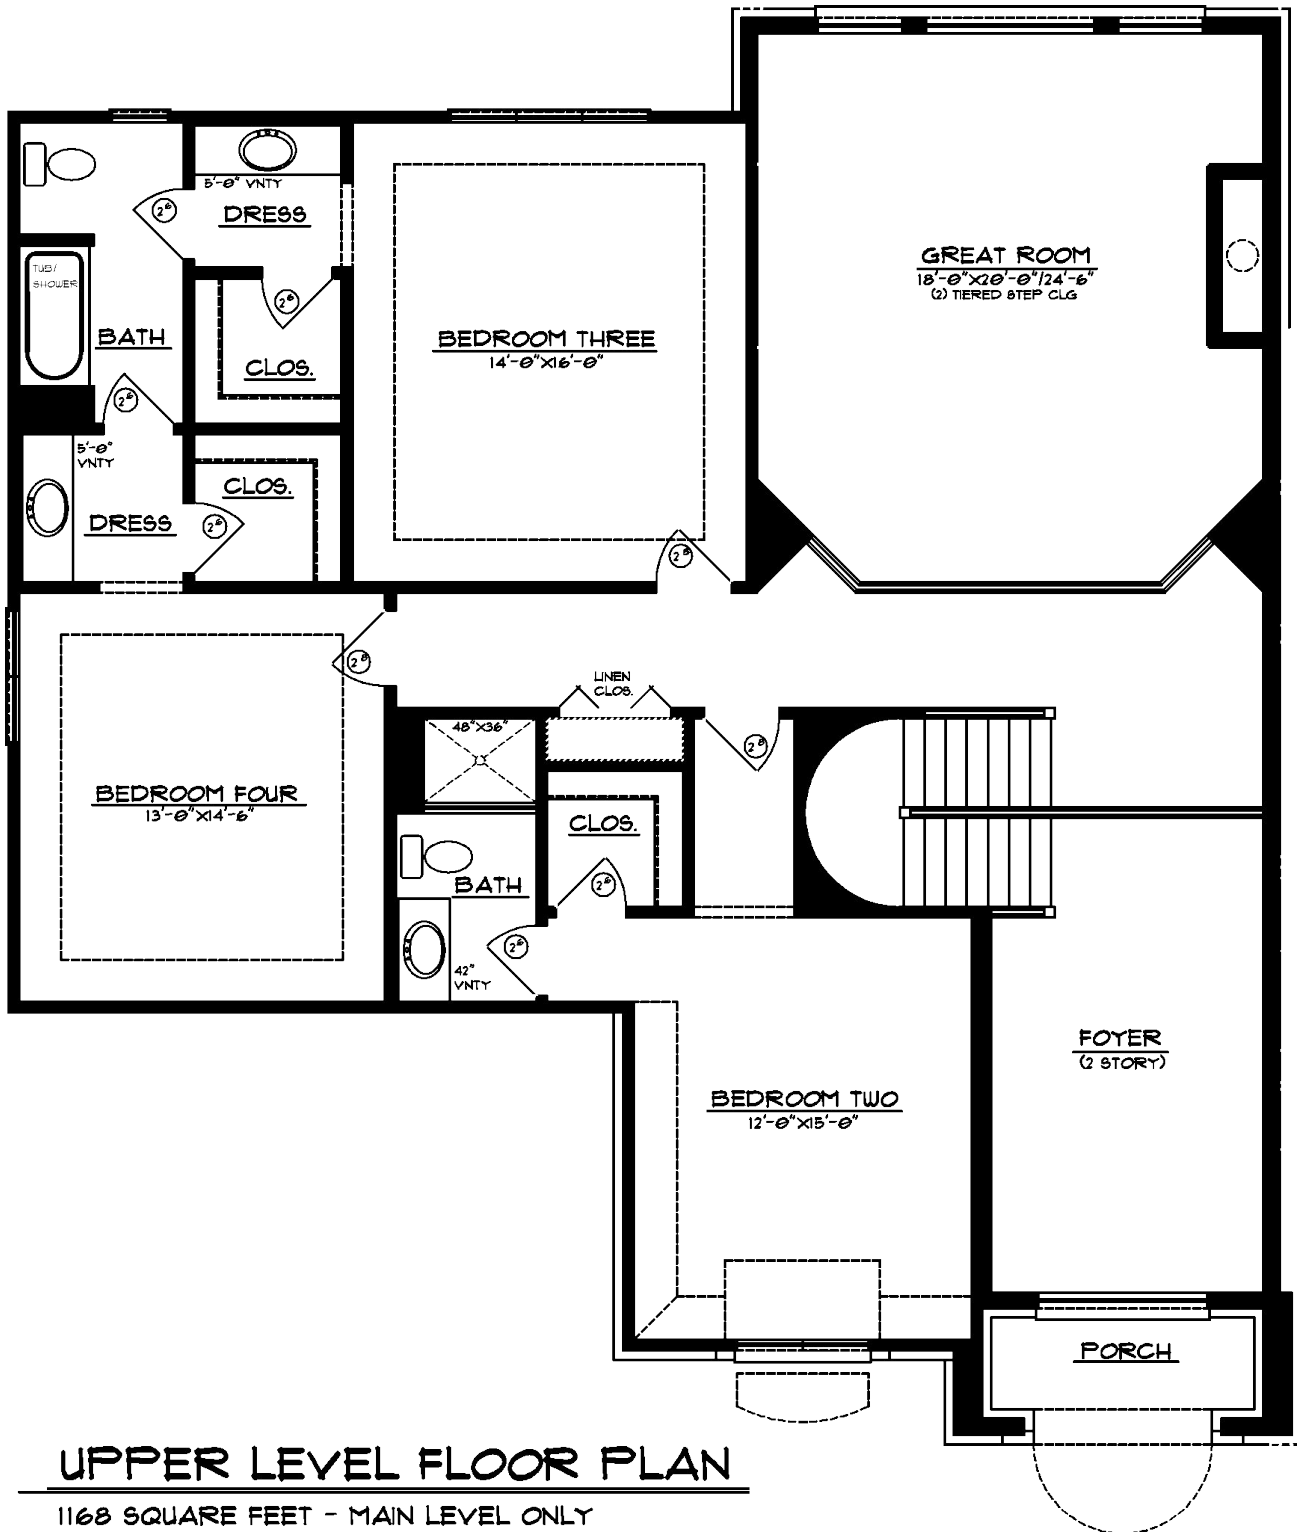 5'-0" VNTY
2⁶
DRESS
GREAT ROOM
18'-0"X20'-0"/24'-6"
(2) TIERED STEP CLG
TUB/
SHOWER
2⁶
BATH
BEDROOM THREE
14'-0"X16'-0"
CLOS.
2⁶
5'-0"
VNTY
CLOS.
DRESS
2⁶
2⁸
2⁸
LINEN
CLOS.
48"X36"
2⁸
BEDROOM FOUR
13'-0"X14'-6"
CLOS.
BATH
2⁶
2⁶
42"
VNTY
FOYER
(2 STORY)
BEDROOM TWO
12'-0"X15'-0"
PORCH
UPPER LEVEL FLOOR PLAN
1168 SQUARE FEET - MAIN LEVEL ONLY